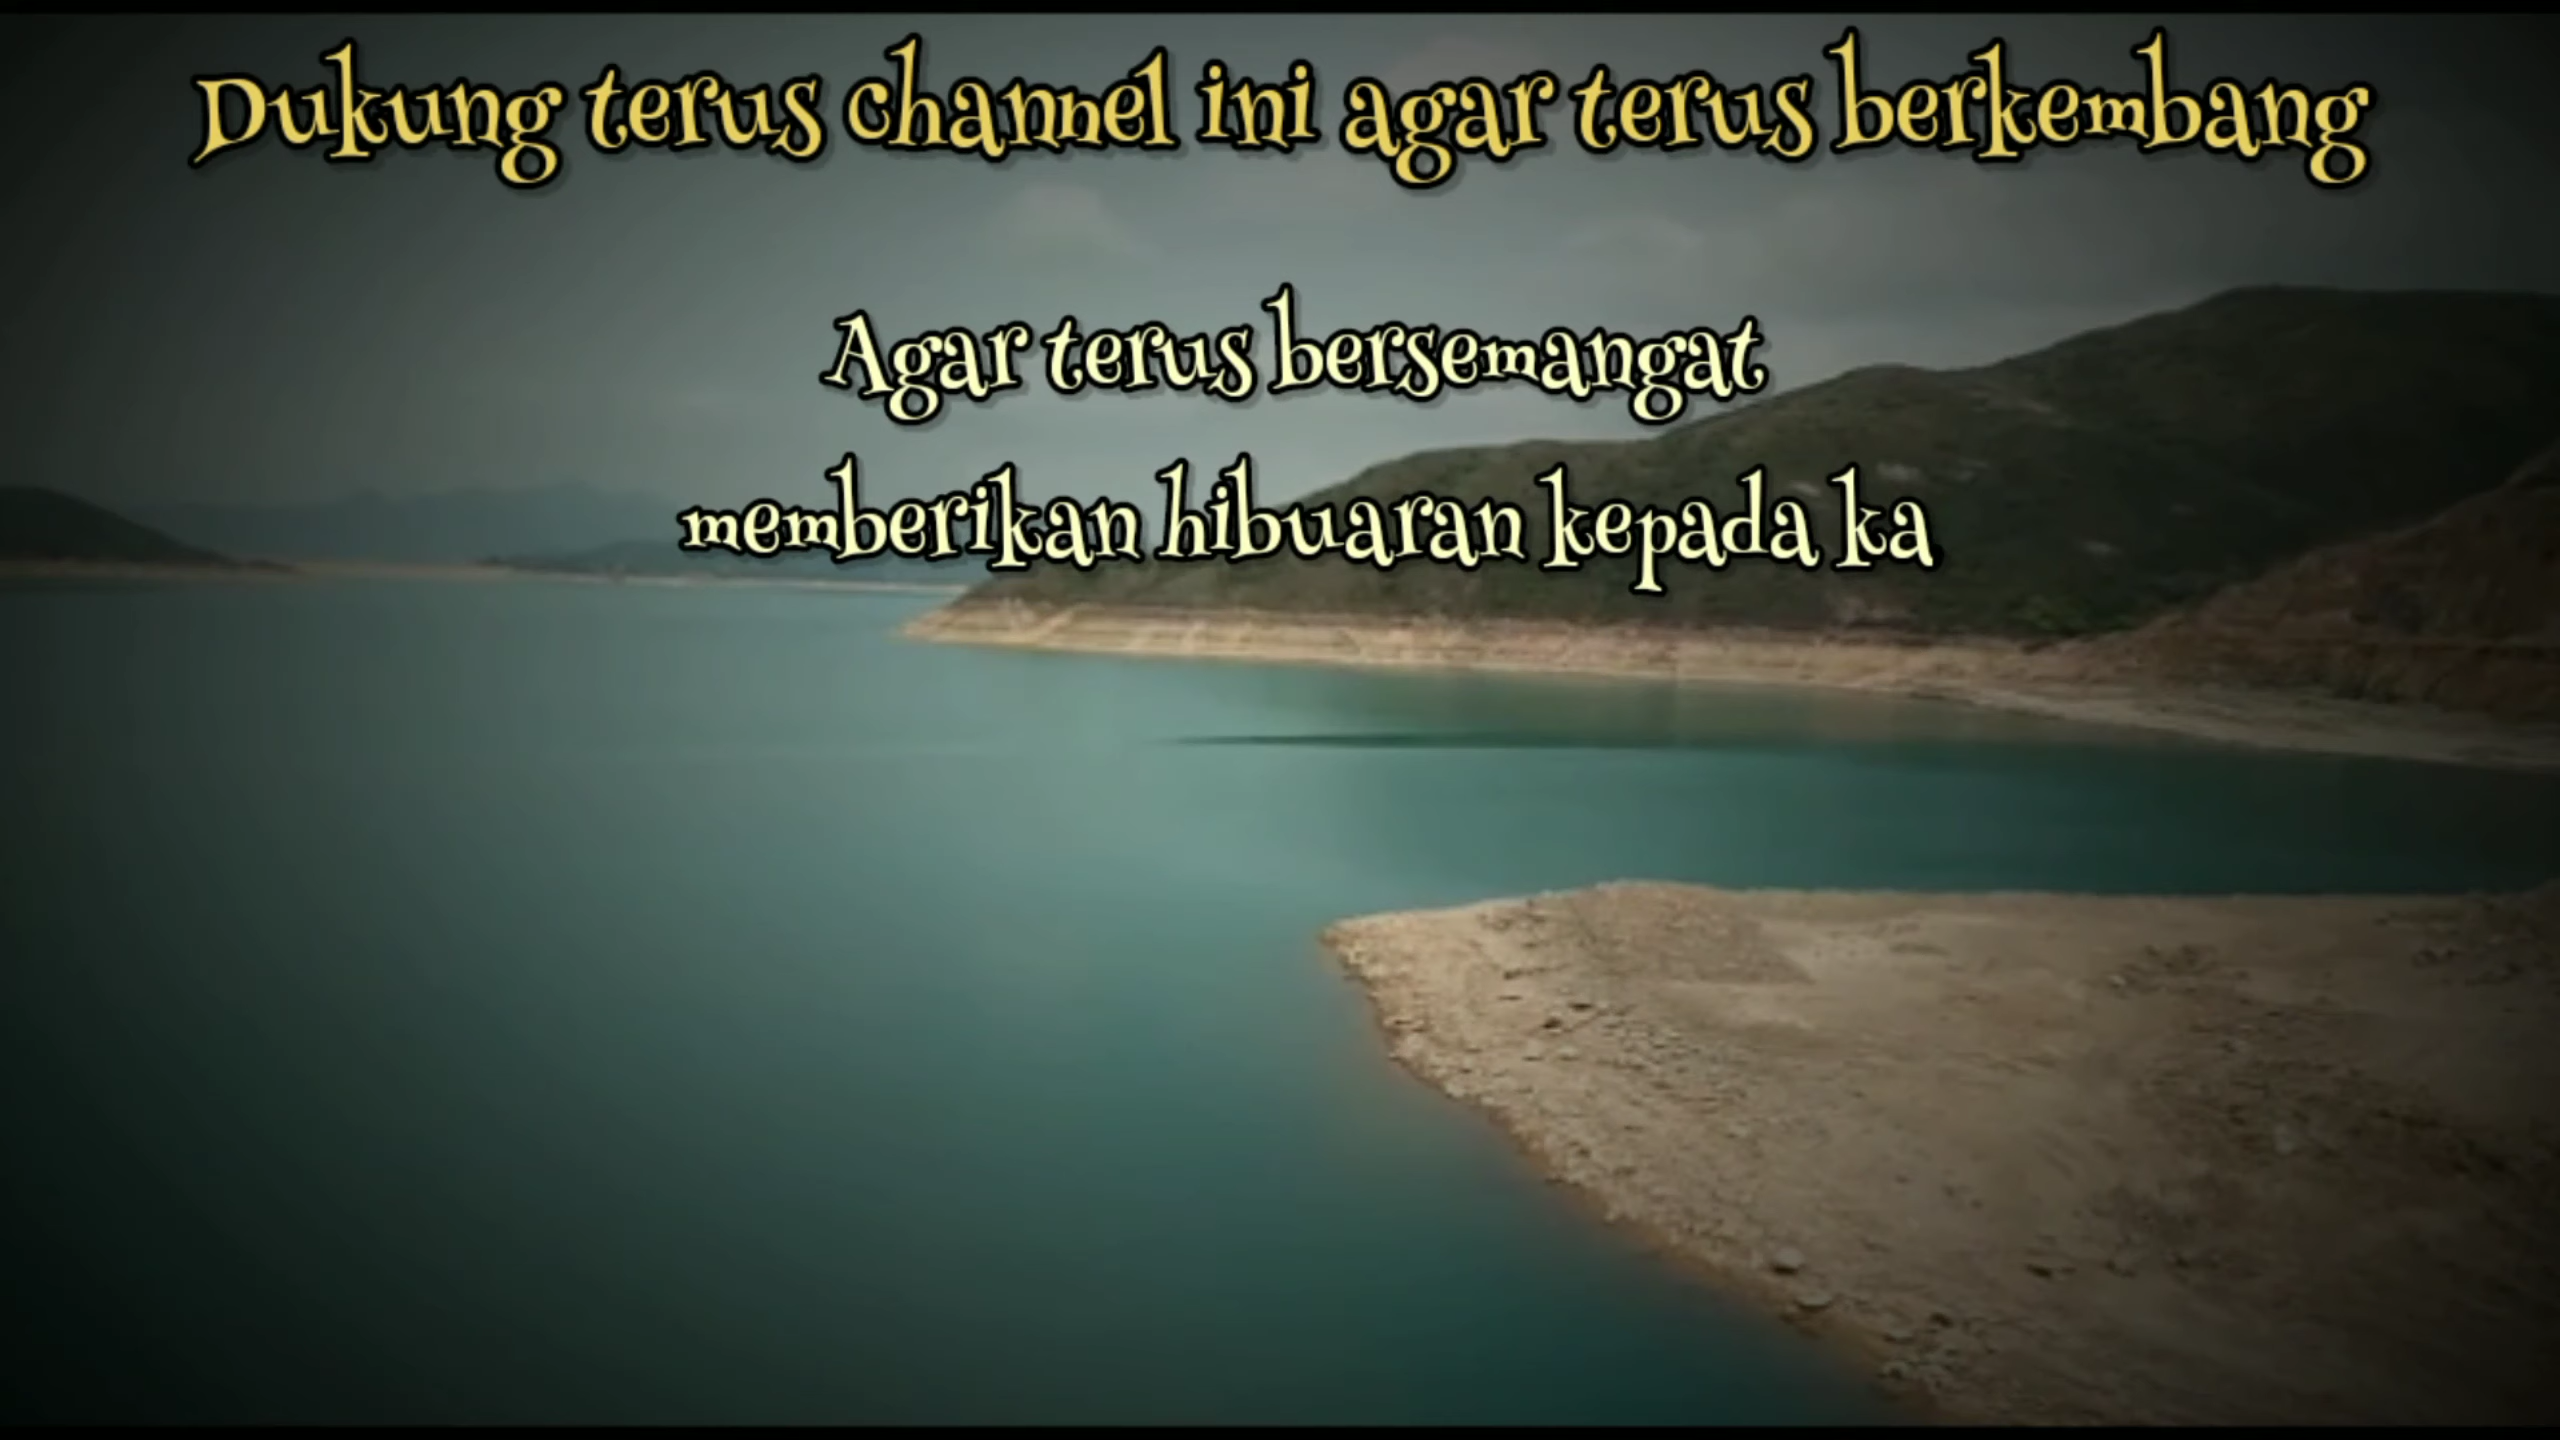 Dukung terus channel ini agar terus berkembang
Agar terus bersemangat
memberikan hibuaran kepada ka